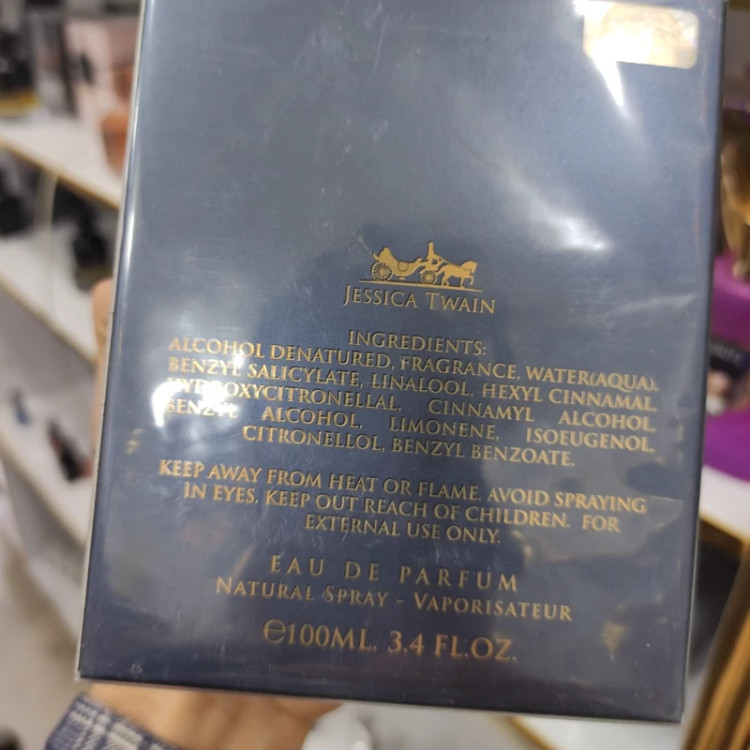 JESSICA TWAIN
INGREDIENTS:
ALCOHOL DENATURED, FRAGRANCE, WATER(AQUA),
BENZYL SALICYLATE, LINALOOL, HEXYL CINNAMAL,
HYDROXYCITRONELLAL, CINNAMYL ALCOHOL,
BENZYL ALCOHOL, LIMONENE, ISOEUGENOL,
CITRONELLOL, BENZYL BENZOATE.
KEEP AWAY FROM HEAT OR FLAME. AVOID SPRAYING
IN EYES. KEEP OUT REACH OF CHILDREN. FOR
EXTERNAL USE ONLY.
EAU DE PARFUM
NATURAL SPRAY - VAPORISATEUR
℮100ML. 3.4 FL.OZ.